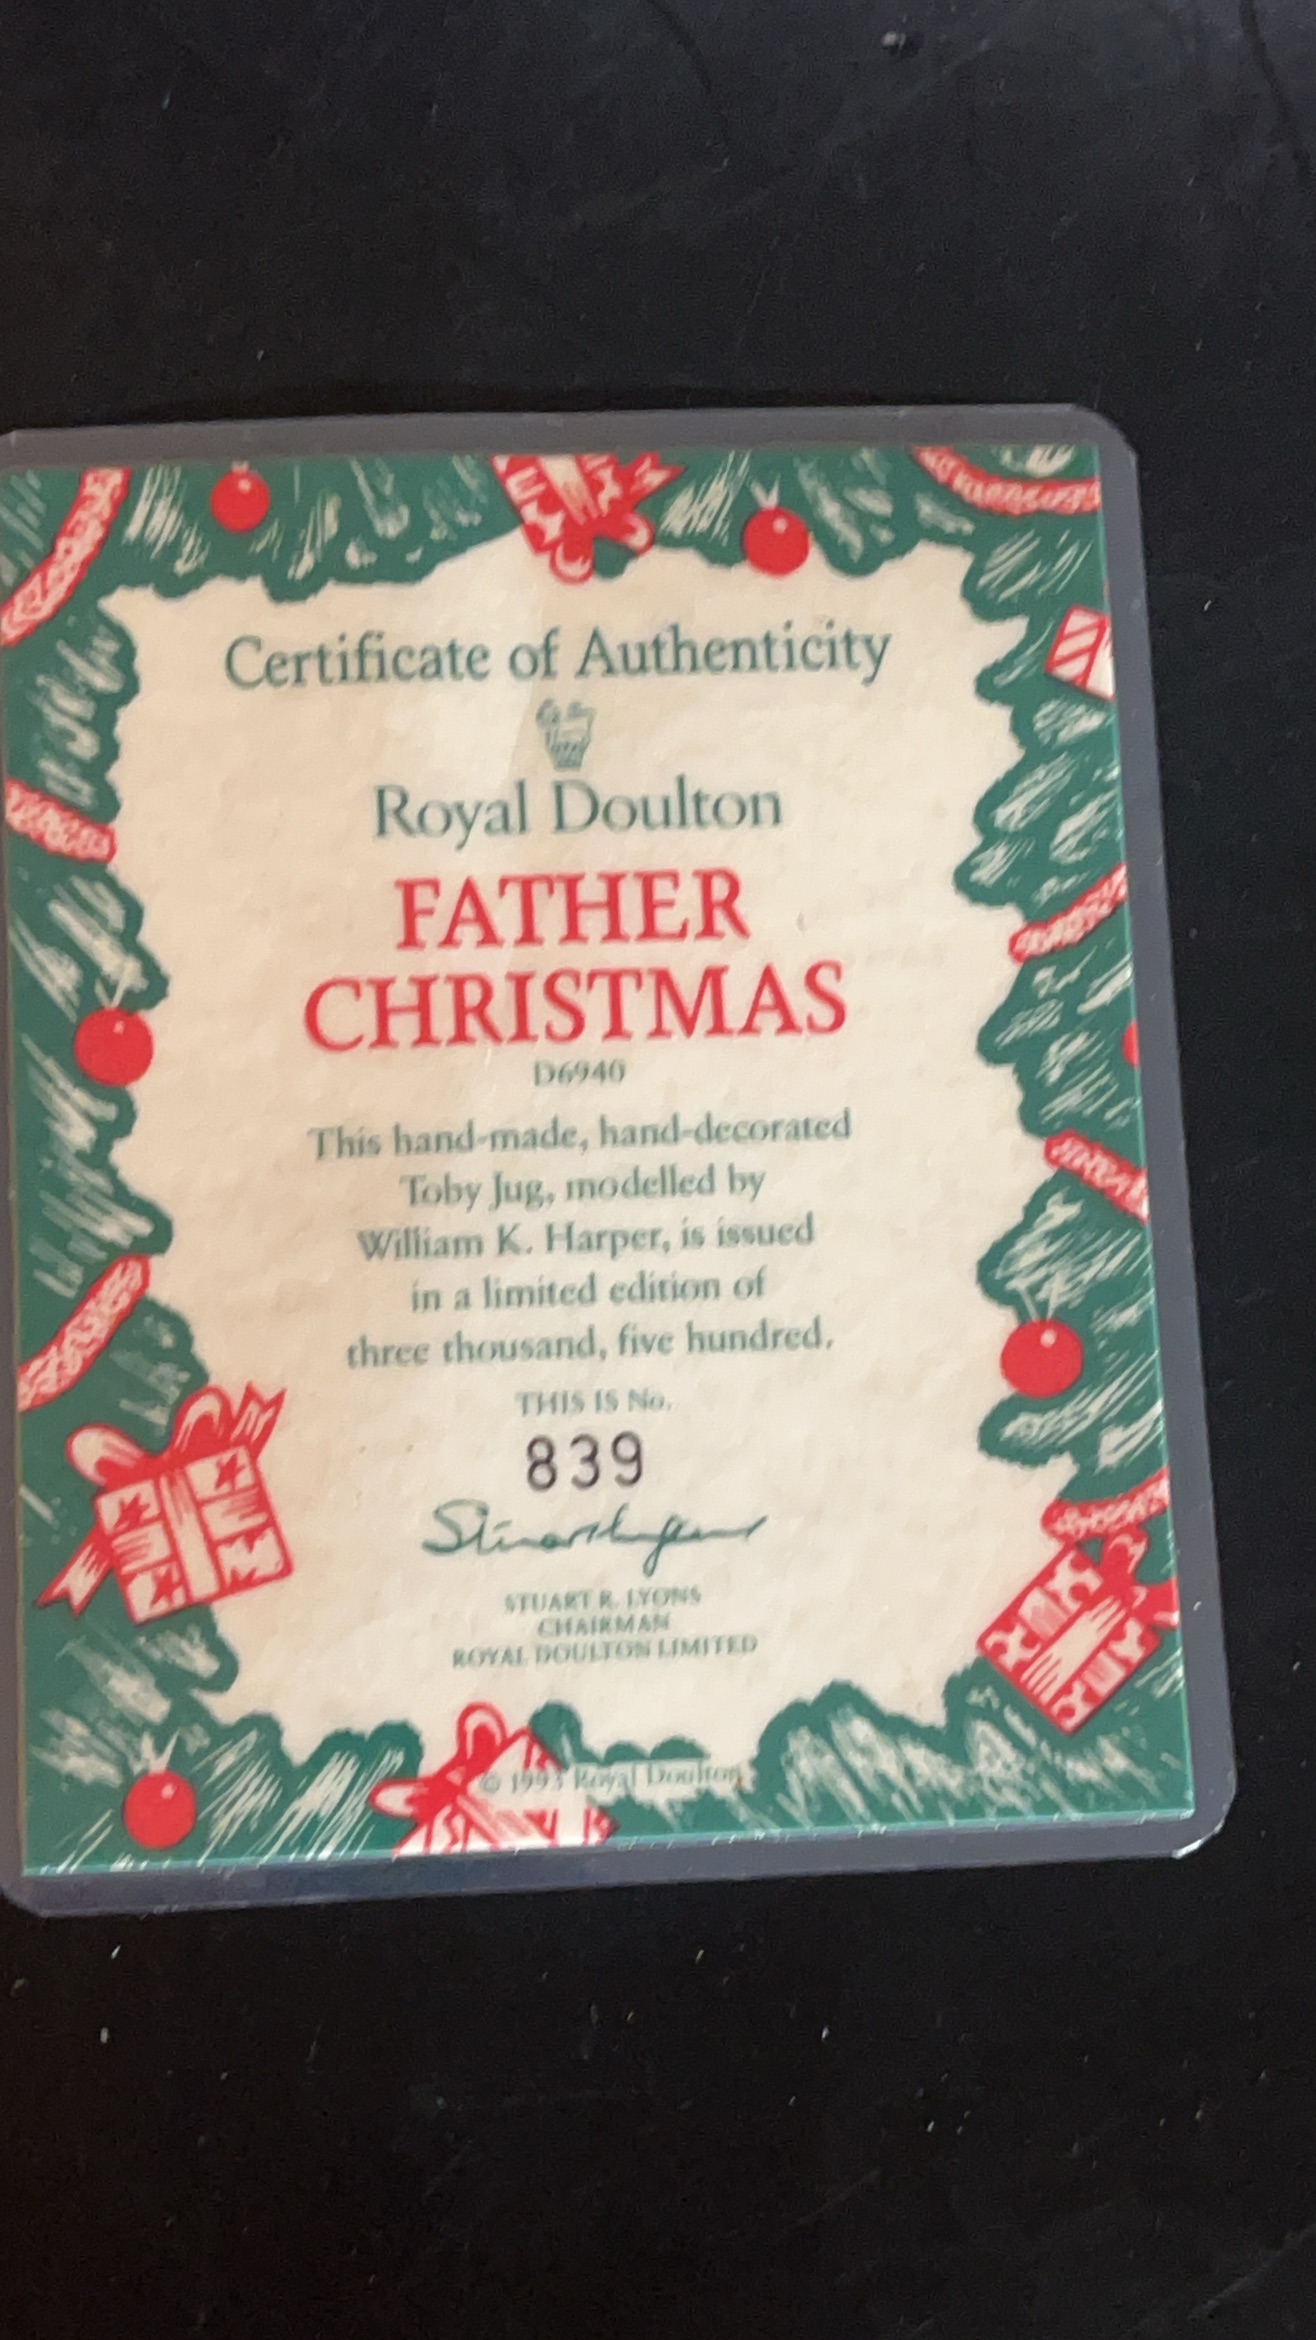 Certificate of Authenticity
Royal Doulton
FATHER
CHRISTMAS
D6940
This hand-made, hand-decorated
Toby Jug, modelled by
William K. Harper, is issued
in a limited edition of
three thousand, five hundred.
THIS IS No.
839
STUART R. LYONS
CHAIRMAN
ROYAL DOULTON LIMITED
© 1993 Royal Doulton